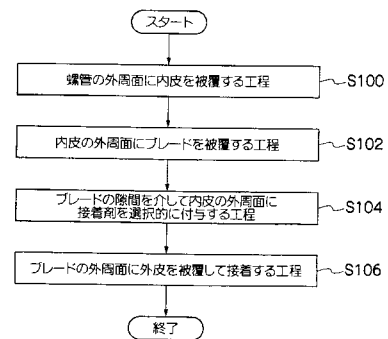 スタート
螺管の外周面に内皮を被覆する工程
S100
内皮の外周面にブレードを被覆する工程
S102
ブレードの隙間を介して内皮の外周面に
接着剤を選択的に付与する工程
S104
ブレードの外周面に外皮を被覆して接着する工程
S106
終了